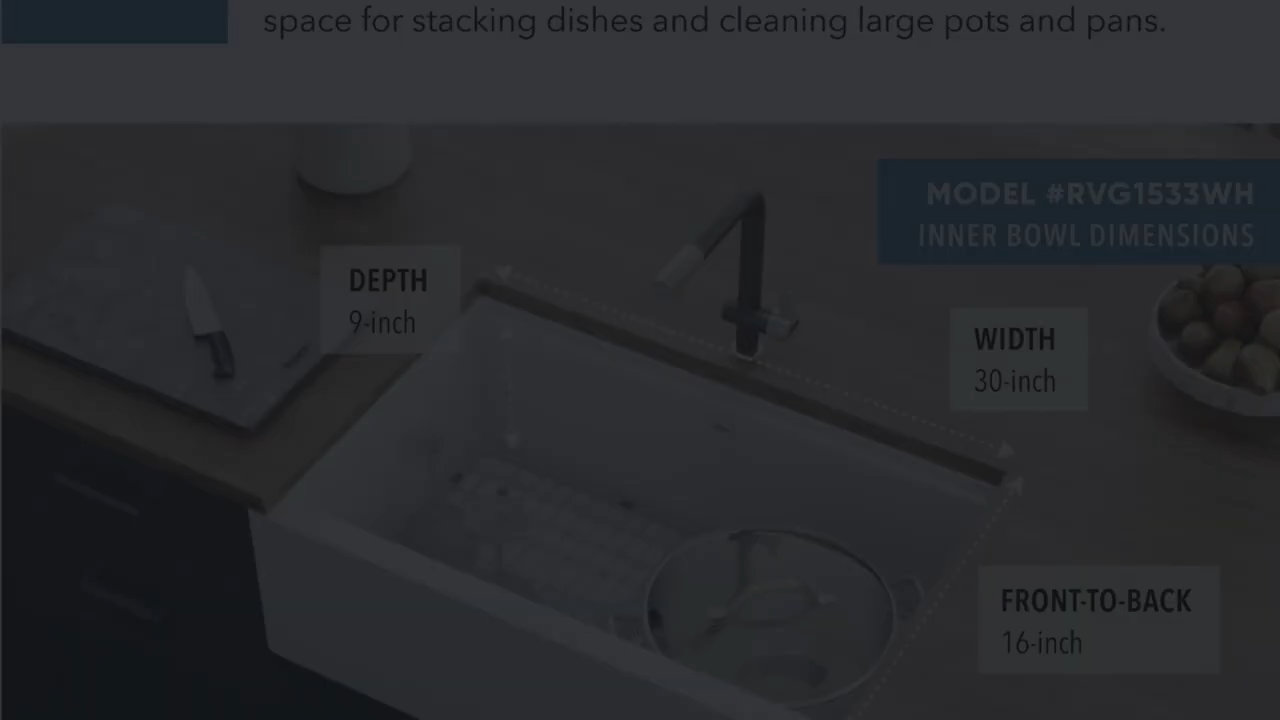 space for stacking dishes and cleaning large pots and pans.
MODEL #RVG1533WH
INNER BOWL DIMENSIONS
DEPTH
9-inch
WIDTH
30-inch
FRONT-TO-BACK
16-inch